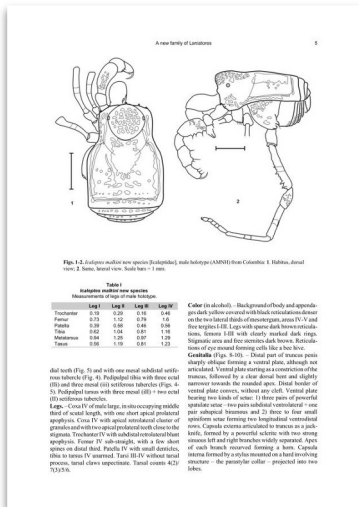 A new family of Laniatores
5
1
2
Figs. 1-2. Icaleptes malkini new species [Icaleptidae], male holotype (AMNH) from Colombia: 1. Habitus, dorsal
view; 2. Same, lateral view. Scale bars = 1 mm.
Table I
Icaleptes malkini new species
Measurements of legs of male holotype.
Leg I Leg II Leg III Leg IV
Trochanter 0.19 0.29 0.16 0.46
Femur 0.73 1.12 0.79 1.6
Patella 0.39 0.58 0.46 0.56
Tibia 0.62 1.04 0.61 1.16
Metatarsus 0.94 1.25 0.97 1.29
Tarsus 0.56 1.19 0.61 1.23
dial teeth (Fig. 5) and with one mesal subdistal setife-
rous tubercle (Fig. 4). Pedipalpal tibia with three ectal
(IIi) and three mesal (iii) setiferous tubercles (Figs. 4-
5). Pedipalpal tarsus with three mesal (iII) + two ectal
(II) setiferous tubercles.
Legs. – Coxa IV of male large, in situ occupying middle
third of scutal length, with one short apical prolateral
apophysis. Coxa IV with apical retrolateral cluster of
granules and with two apical prolateral teeth close to the
stigmata. Trochanter IV with subdistal retrolateral blunt
apophysis. Femur IV sub-straight, with a few short
spines on distal third. Patella IV with small denticles,
tibia to tarsus IV unarmed. Tarsi III-IV without tarsal
process, tarsal claws unpectinate. Tarsal counts 4(2)/
7(3)/5/6.
Color (in alcohol). – Background of body and appenda-
ges dark yellow covered with black reticulations denser
on the two lateral thirds of mesotergum, areas IV-V and
free tergites I-III. Legs with sparse dark brown reticula-
tions, femora I-III with clearly marked dark rings.
Stigmatic area and free sternites dark brown. Reticula-
tions of eye mound forming cells like a bee hive.
Genitalia (Figs. 8-10). – Distal part of truncus penis
sharply oblique forming a ventral plate, although not
articulated. Ventral plate starting as a constriction of the
truncus, followed by a clear dorsal bent and slightly
narrower towards the rounded apex. Distal border of
ventral plate convex, without any cleft. Ventral plate
bearing two kinds of setae: 1) three pairs of powerful
spatulate setae – two pairs subdistal ventrolateral + one
pair subapical binumous and 2) three to four small
spiniform setae forming two longitudinal ventrodistal
rows. Capsula externa articulated to truncus as a jack-
knife, formed by a powerful sclerite with two strong
sinuous left and right branches widely separated. Apex
of each branch recurved forming a horn. Capsula
interna formed by a stylus mounted on a hard involving
structure – the parastylar collar – projected into two
lobes.